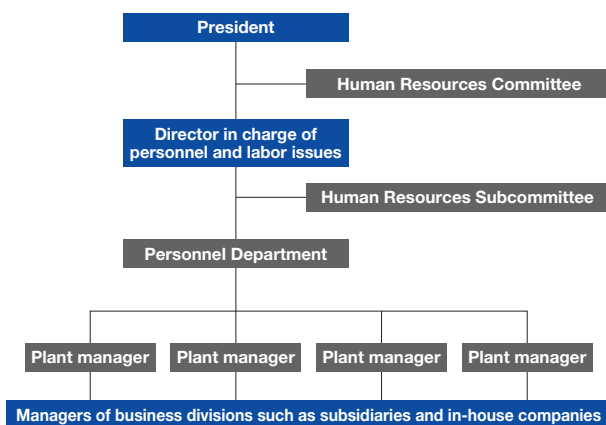 President
Human Resources Committee
Director in charge of
personnel and labor issues
Human Resources Subcommittee
Personnel Department
Plant manager
Plant manager
Plant manager
Plant manager
Managers of business divisions such as subsidiaries and in-house companies